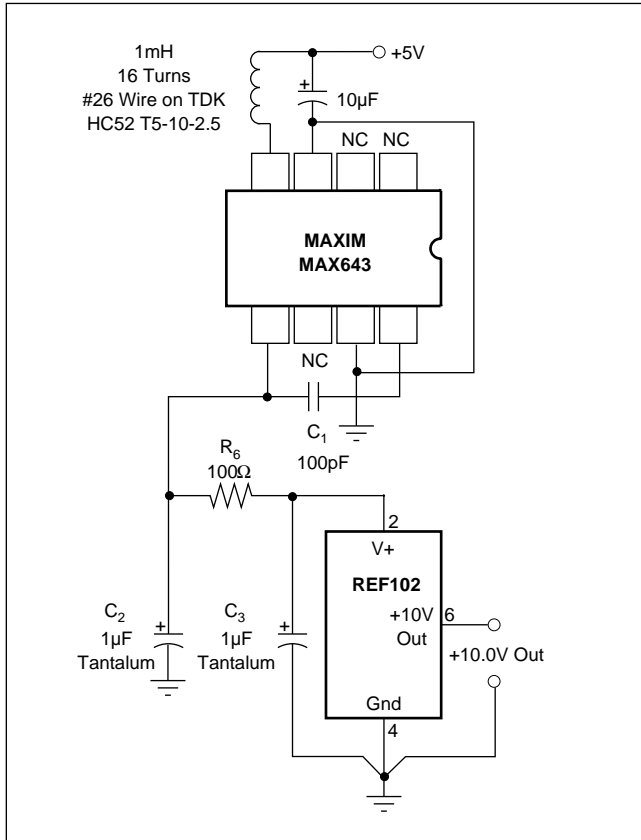 1mH
16 Turns
#26 Wire on TDK
HC52 T5-10-2.5
+5V
+
10µF
NC
NC
MAXIM
MAX643
NC
C1
100pF
R6
100Ω
2
V+
REF102
+10V
Out
6
+10.0V Out
Gnd
4
C2
1µF
Tantalum
+
C3
1µF
Tantalum
+